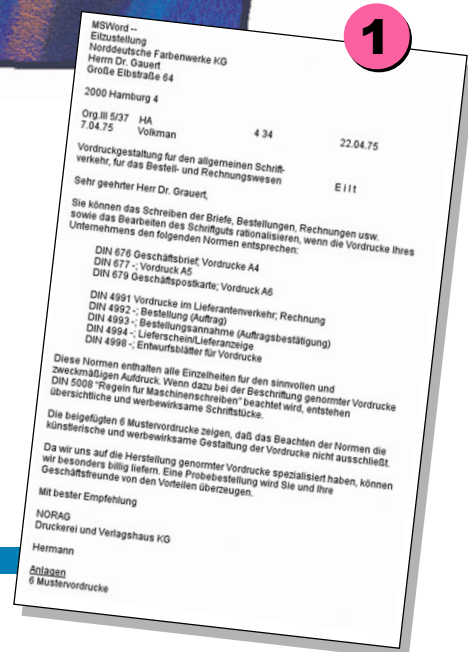 1
MSWord --
Eilzustellung
Norddeutsche Farbenwerke KG
Herrn Dr. Gauert
Große Elbstraße 64
2000 Hamburg 4
Org.III 5/37 HA
7.04.75 Volkman 4 34 22.04.75
Vordruckgestaltung fur den allgemeinen Schrift-
verkehr, fur das Bestell- und Rechnungswesen E i l t
Sehr geehrter Herr Dr. Grauert,
Sie können das Schreiben der Briefe, Bestellungen, Rechnungen usw.
sowie das Bearbeiten des Schriftguts rationalisieren, wenn die Vordrucke Ihres
Unternehmens den folgenden Normen entsprechen:
DIN 676 Geschäftsbrief; Vordrucke A4
DIN 677 -; Vordruck A5
DIN 679 Geschäftspostkarte; Vordruck A6
DIN 4991 Vordrucke im Lieferantenverkehr; Rechnung
DIN 4992 -; Bestellung (Auftrag)
DIN 4993 -; Bestellungsannahme (Auftragsbestätigung)
DIN 4994 -; Lieferschein/Lieferanzeige
DIN 4998 -; Entwurfsblätter für Vordrucke
Diese Normen enthalten alle Einzelheiten fur den sinnvollen und
zweckmäßigen Aufdruck. Wenn dazu bei der Beschriftung genormter Vordrucke
DIN 5008 "Regeln fur Maschinenschreiben" beachtet wird, entstehen
übersichtliche und werbewirksame Schriftstücke.
Die beigefügten 6 Mustervordrucke zeigen, daß das Beachten der Normen die
künstlerische und werbewirksame Gestaltung der Vordrucke nicht ausschließt.
Da wir uns auf die Herstellung genormter Vordrucke spezialisiert haben, können
wir besonders billig liefern. Eine Probebestellung wird Sie und Ihre
Geschäftsfreunde von den Vorteilen überzeugen.
Mit bester Empfehlung
NORAG
Druckerei und Verlagshaus KG
Hermann
Anlagen
6 Mustervordrucke